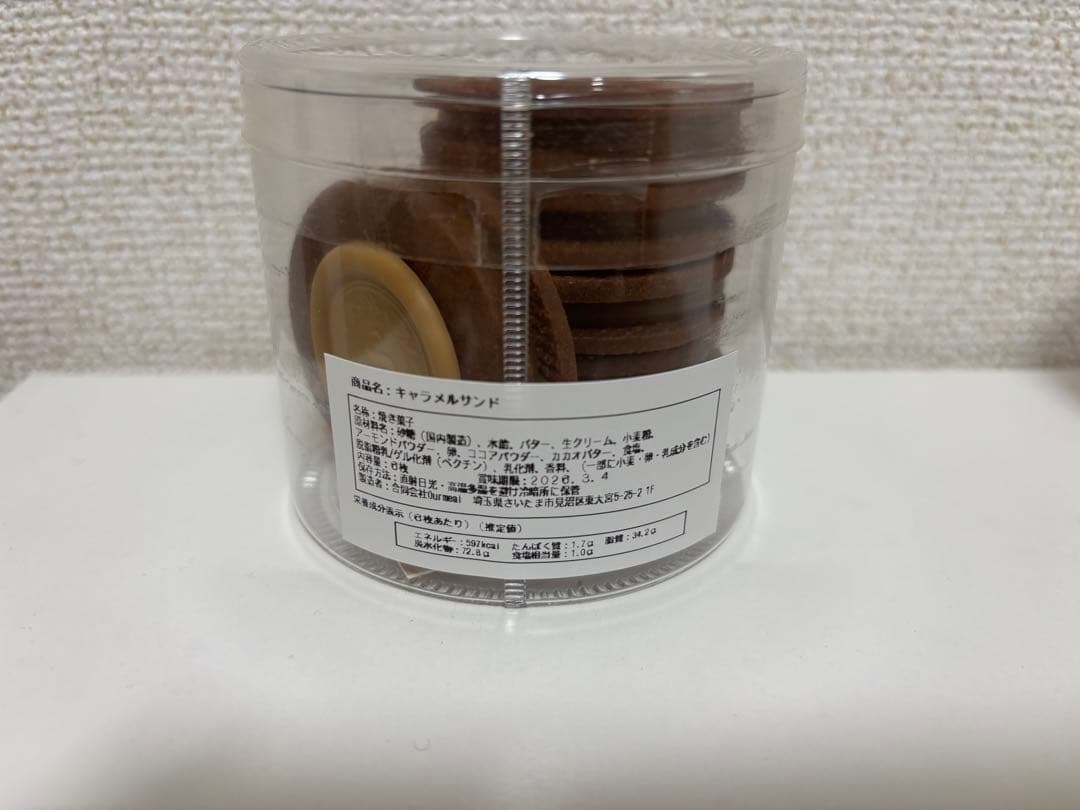 商品名：キャラメルサンド
名称：焼き菓子
原材料名：砂糖（国内製造）、水飴、バター、生クリーム、小麦粉、
アーモンドパウダー、卵、ココアパウダー、カカオバター、食塩、
脱脂粉乳/ゲル化剤（ペクチン）、乳化剤、香料、（一部に小麦・卵・乳成分を含む）
内容量：6枚　賞味期限：2026.3.4
保存方法：直射日光・高温多湿を避け冷暗所に保管
製造者：合同会社Ourmeal　埼玉県さいたま市見沼区東大宮5-25-2 1F
栄養成分表示（6枚あたり）（推定値）
エネルギー：597kcal　たんぱく質：1.7g　脂質：34.2g
炭水化物：72.8g　食塩相当量：1.0g